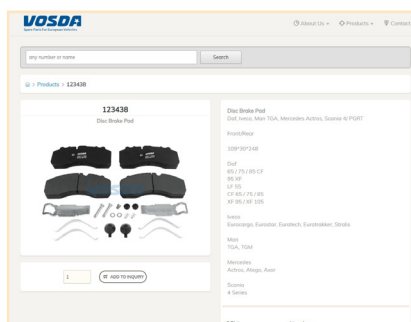 VOSDA
Spare Parts For European Vehicles
About Us
Products
Contact
any number or name
Search
> Products > 123438
123438
Disc Brake Pad
VOSDA
1
ADD TO INQUIRY
Disc Brake Pad
Daf, Iveco, Man TGA, Mercedes Actros, Scania 4/ PGRT
Front/Rear
109*30*248
Daf
65 / 75 / 85 CF
95 XF
LF 55
CF 65 / 75 / 85
XF 95 / XF 105
Iveco
Eurocargo, Eurostar, Eurotech, Eurotrakker, Stralis
Man
TGA, TGM
Mercedes
Actros, Atego, Axor
Scania
4 Series